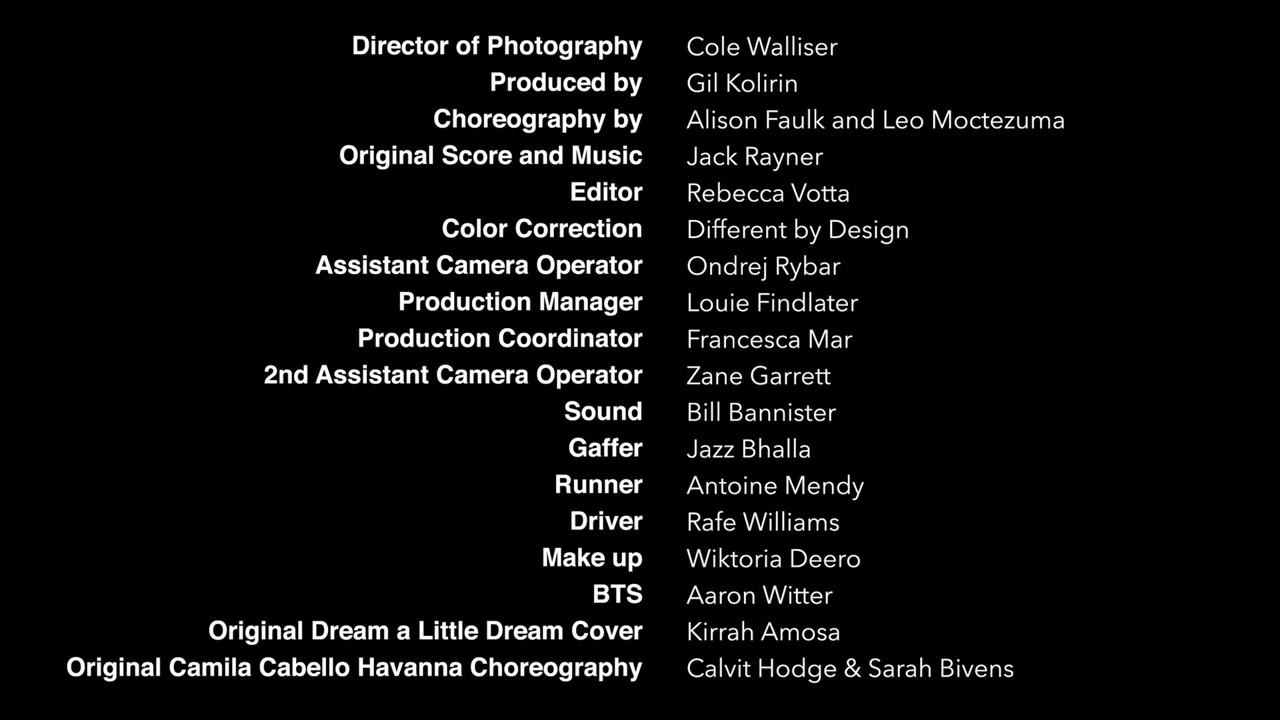 Director of Photography Cole Walliser
Produced by Gil Kolirin
Choreography by Alison Faulk and Leo Moctezuma
Original Score and Music Jack Rayner
Editor Rebecca Votta
Color Correction Different by Design
Assistant Camera Operator Ondrej Rybar
Production Manager Louie Findlater
Production Coordinator Francesca Mar
2nd Assistant Camera Operator Zane Garrett
Sound Bill Bannister
Gaffer Jazz Bhalla
Runner Antoine Mendy
Driver Rafe Williams
Make up Wiktoria Deero
BTS Aaron Witter
Original Dream a Little Dream Cover Kirrah Amosa
Original Camila Cabello Havanna Choreography Calvit Hodge & Sarah Bivens